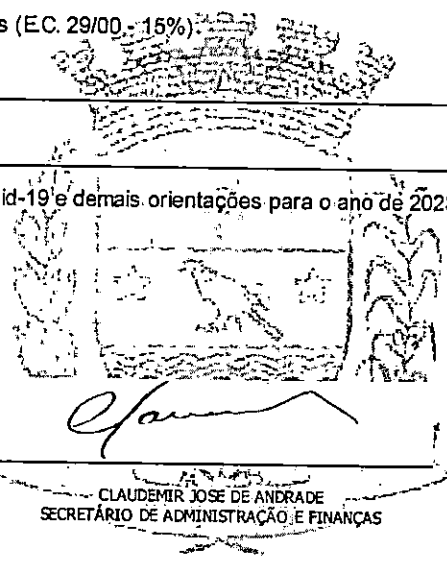 s (EC. 29/00 - 15%)
id-19 e demais orientações para o ano de 202
CLAUDEMIR JOSE DE ANDRADE
SECRETÁRIO DE ADMINISTRAÇÃO E FINANÇAS